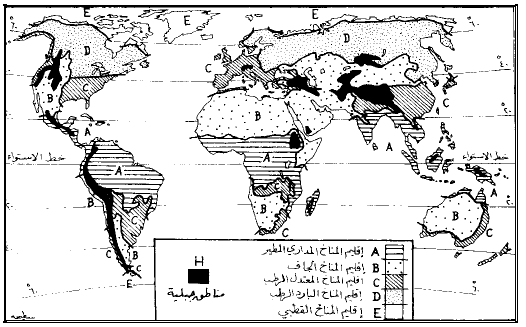 E
E
D
D
C
C
B
C
B
C
B
A
B
A
خط الاستواء
خط الاستواء
A
A
B
C
C
B
A
B
C
C
B
C
E
H
مناطق جبلية
A إقليم المناخ المداري المطير
B إقليم المناخ الجاف
C إقليم المناخ المعتدل الرطب
D إقليم المناخ البارد الرطب
E إقليم المناخ القطبي